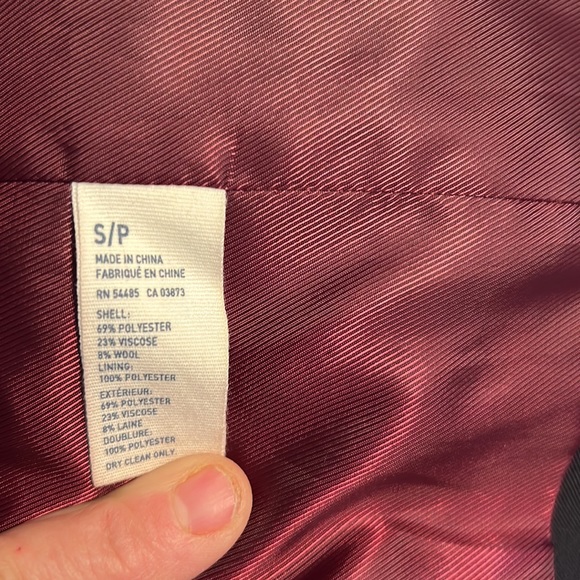 S/P
MADE IN CHINA
FABRIQUÉ EN CHINE
RN 54485 CA 03873
SHELL:
69% POLYESTER
23% VISCOSE
8% WOOL
LINING:
100% POLYESTER
EXTÉRIEUR:
69% POLYESTER
23% VISCOSE
8% LAINE
DOUBLURE:
100% POLYESTER
DRY CLEAN ONLY